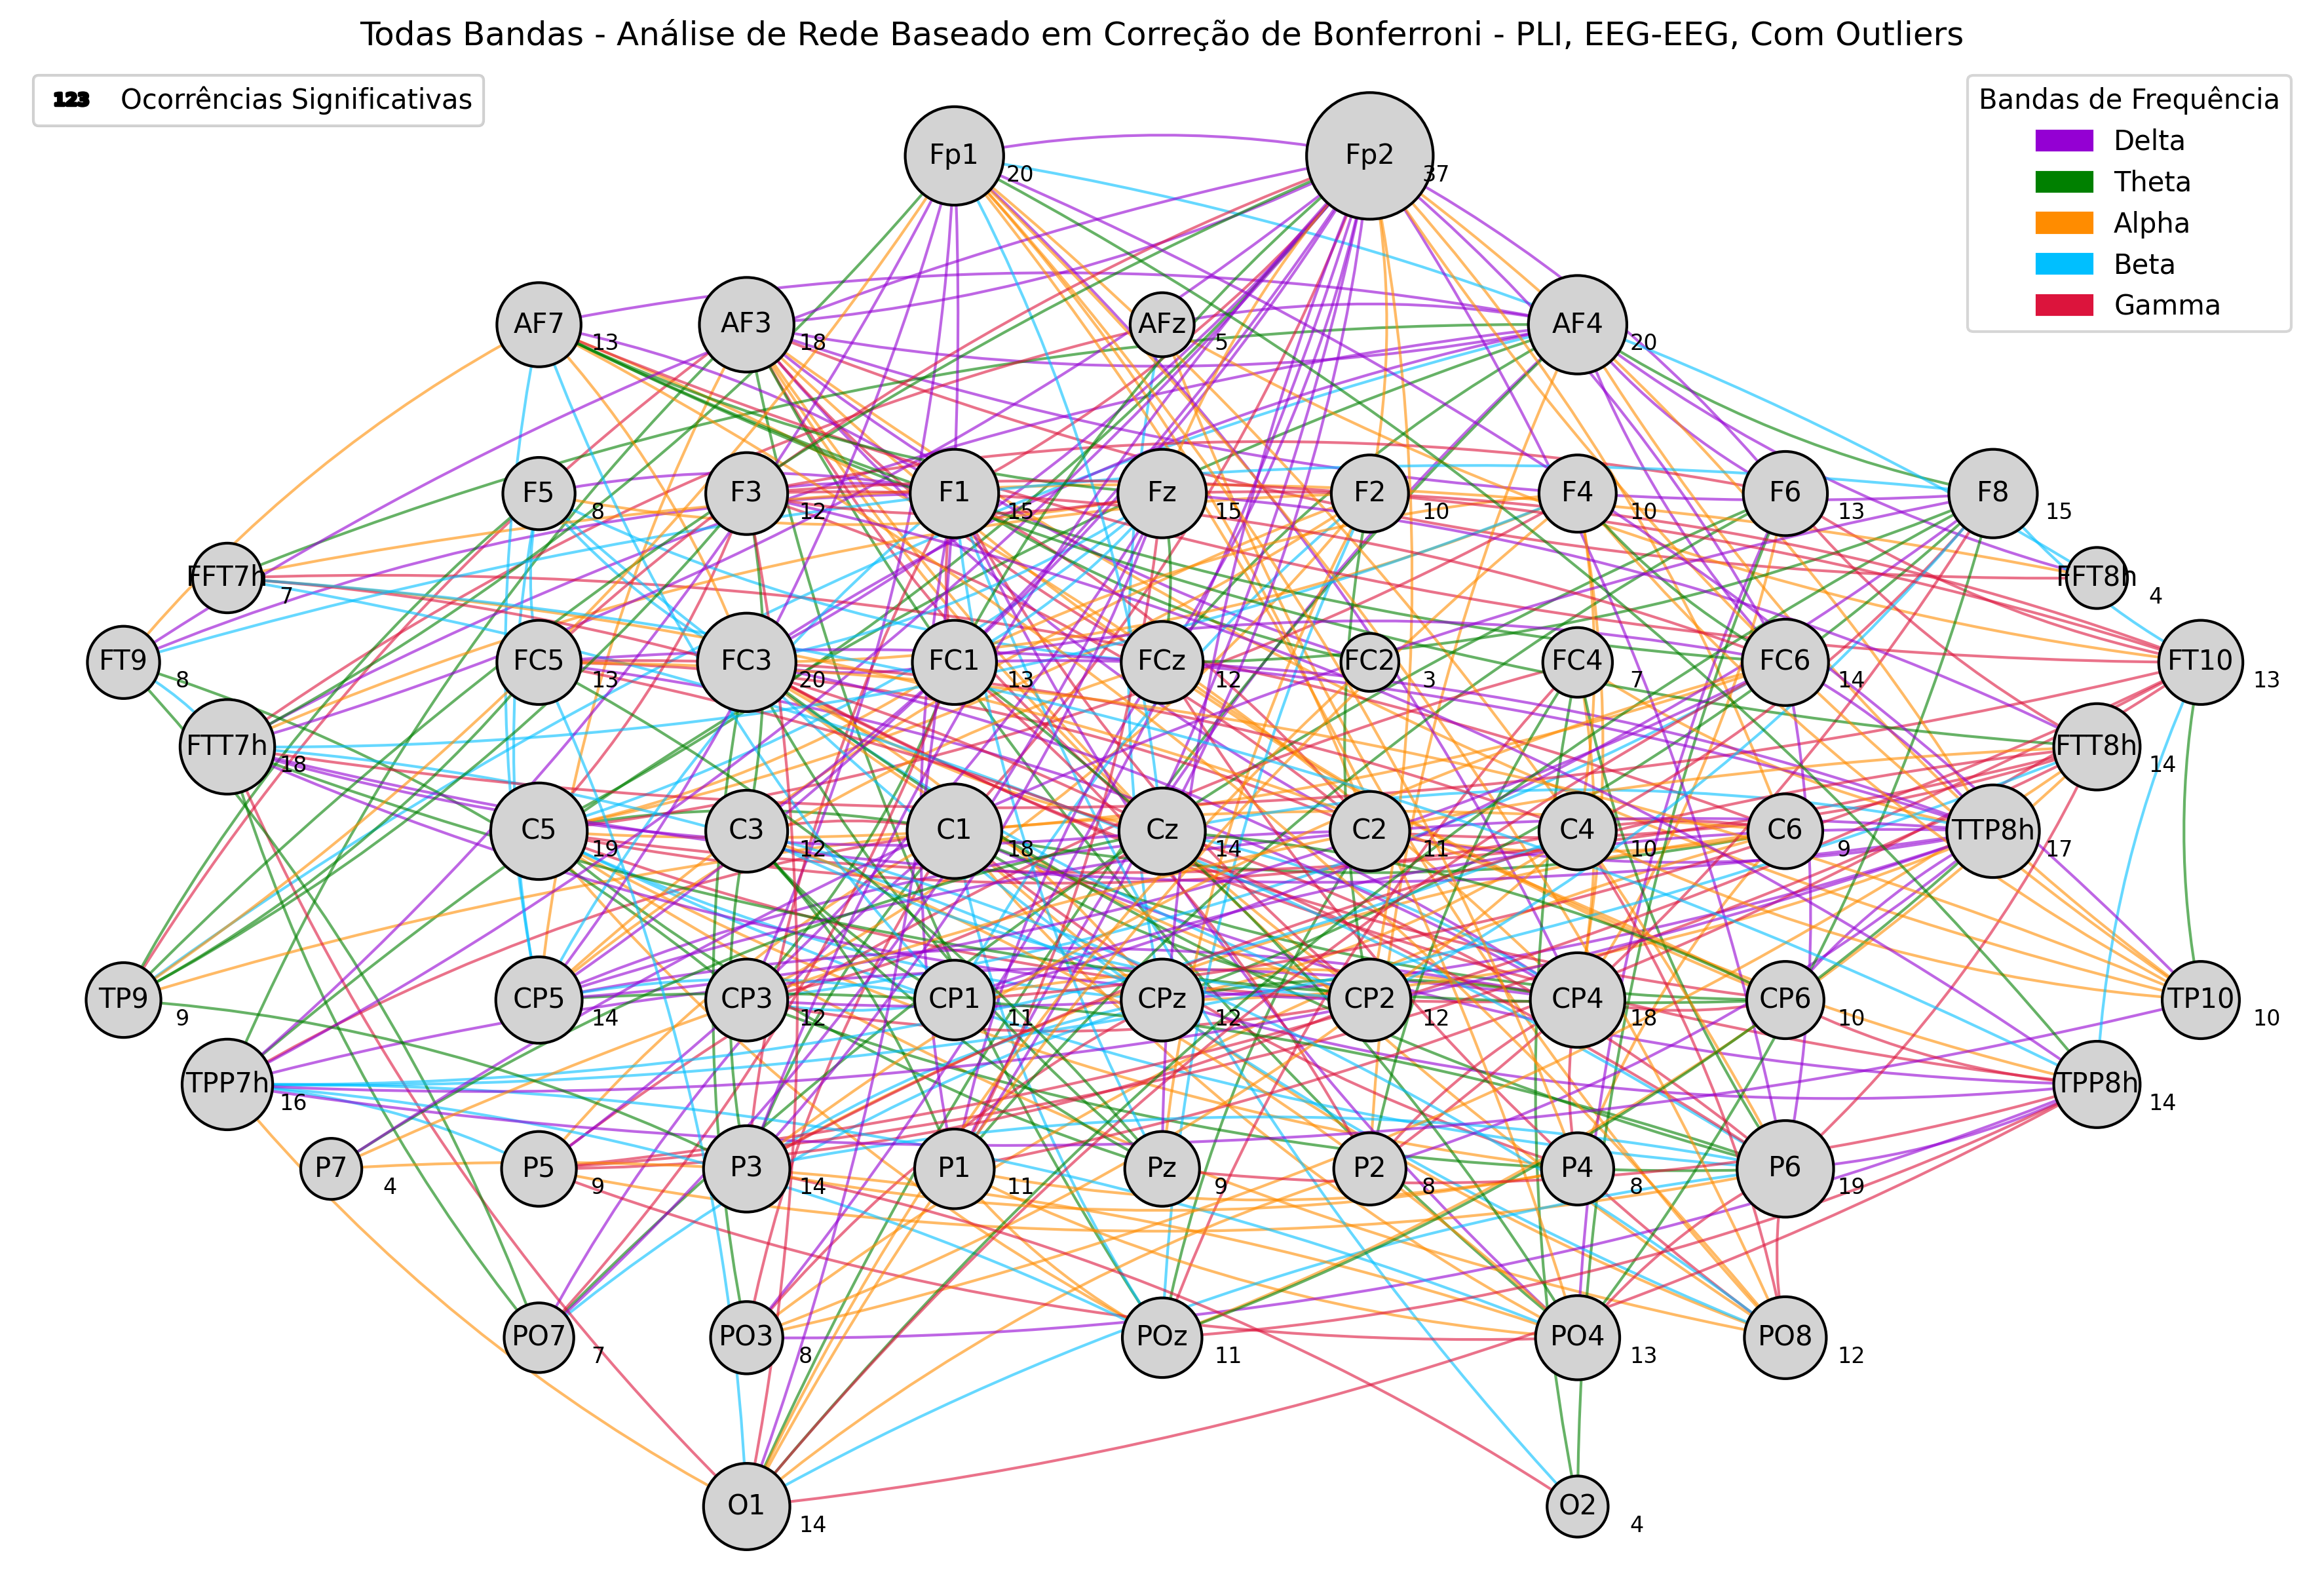 Todas Bandas - Análise de Rede Baseado em Correção de Bonferroni - PLI, EEG-EEG, Com Outliers
123 Ocorrências Significativas
Bandas de Frequência
Delta
Theta
Alpha
Beta
Gamma
Fp1 20
Fp2 37
AF7 13
AF3 18
AFz 5
AF4 20
F5 8
F3 12
F1 15
Fz 15
F2 10
F4 10
F6 13
F8 15
FFT7h 7
FFT8h 4
FT9 8
FC5 13
FC3 20
FC1 13
FCz 12
FC2 3
FC4 7
FC6 14
FT10 13
FTT7h 18
FTT8h 14
C5 19
C3 12
C1 18
Cz 14
C2 11
C4 10
C6 9
TTP8h 17
TP9 9
CP5 14
CP3 12
CP1 11
CPz 12
CP2 12
CP4 18
CP6 10
TP10 10
TPP7h 16
TPP8h 14
P7 4
P5 9
P3 14
P1 11
Pz 9
P2 8
P4 8
P6 19
PO7 7
PO3 8
POz 11
PO4 13
PO8 12
O1 14
O2 4